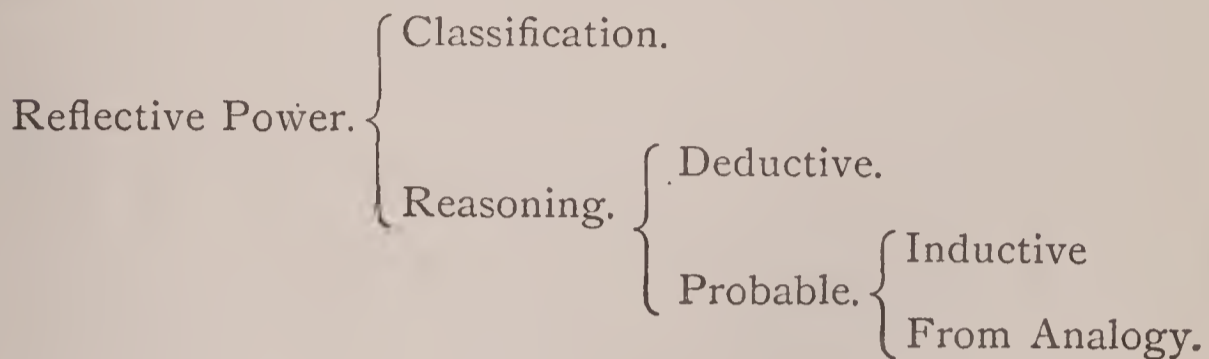 Classification.
Reflective Power.
Reasoning.
Deductive.
Probable.
Inductive
From Analogy.